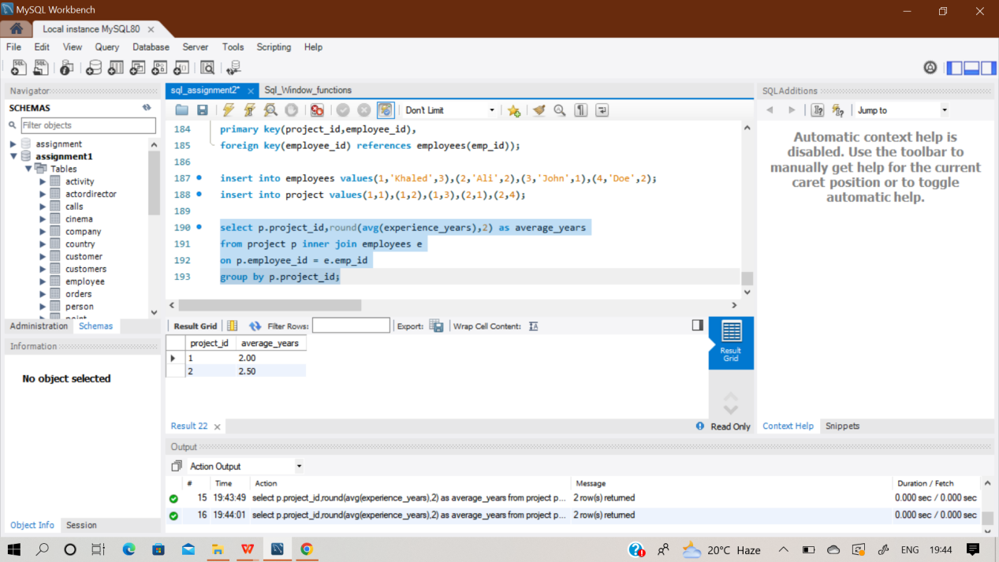 MySQL Workbench
Local instance MySQL80
File Edit View Query Database Server Tools Scripting Help
Navigator
SCHEMAS
Filter objects
assignment
assignment1
Tables
activity
actordirector
calls
cinema
company
country
customer
customers
employee
orders
person
point
Administration Schemas
Information
No object selected
Object Info Session
sql_assignment2* Sql_Window_functions
Don't Limit
184 primary key(project_id,employee_id),
185 foreign key(employee_id) references employees(emp_id));
186
187 insert into employees values(1,'Khaled',3),(2,'Ali',2),(3,'John',1),(4,'Doe',2);
188 insert into project values(1,1),(1,2),(1,3),(2,1),(2,4);
189
190 select p.project_id,round(avg(experience_years),2) as average_years
191 from project p inner join employees e
192 on p.employee_id = e.emp_id
193 group by p.project_id;
Result Grid Filter Rows: Export: Wrap Cell Content:
project_id average_years
1 2.00
2 2.50
Result Grid
Result 22 Read Only
SQLAdditions
Jump to
Automatic context help is
disabled. Use the toolbar to
manually get help for the current
caret position or to toggle
automatic help.
Context Help Snippets
Output
Action Output
# Time Action Message Duration / Fetch
15 19:43:49 select p.project_id,round(avg(experience_years),2) as average_years from project p... 2 row(s) returned 0.000 sec / 0.000 sec
16 19:44:01 select p.project_id,round(avg(experience_years),2) as average_years from project p... 2 row(s) returned 0.000 sec / 0.000 sec
20°C Haze ENG 19:44